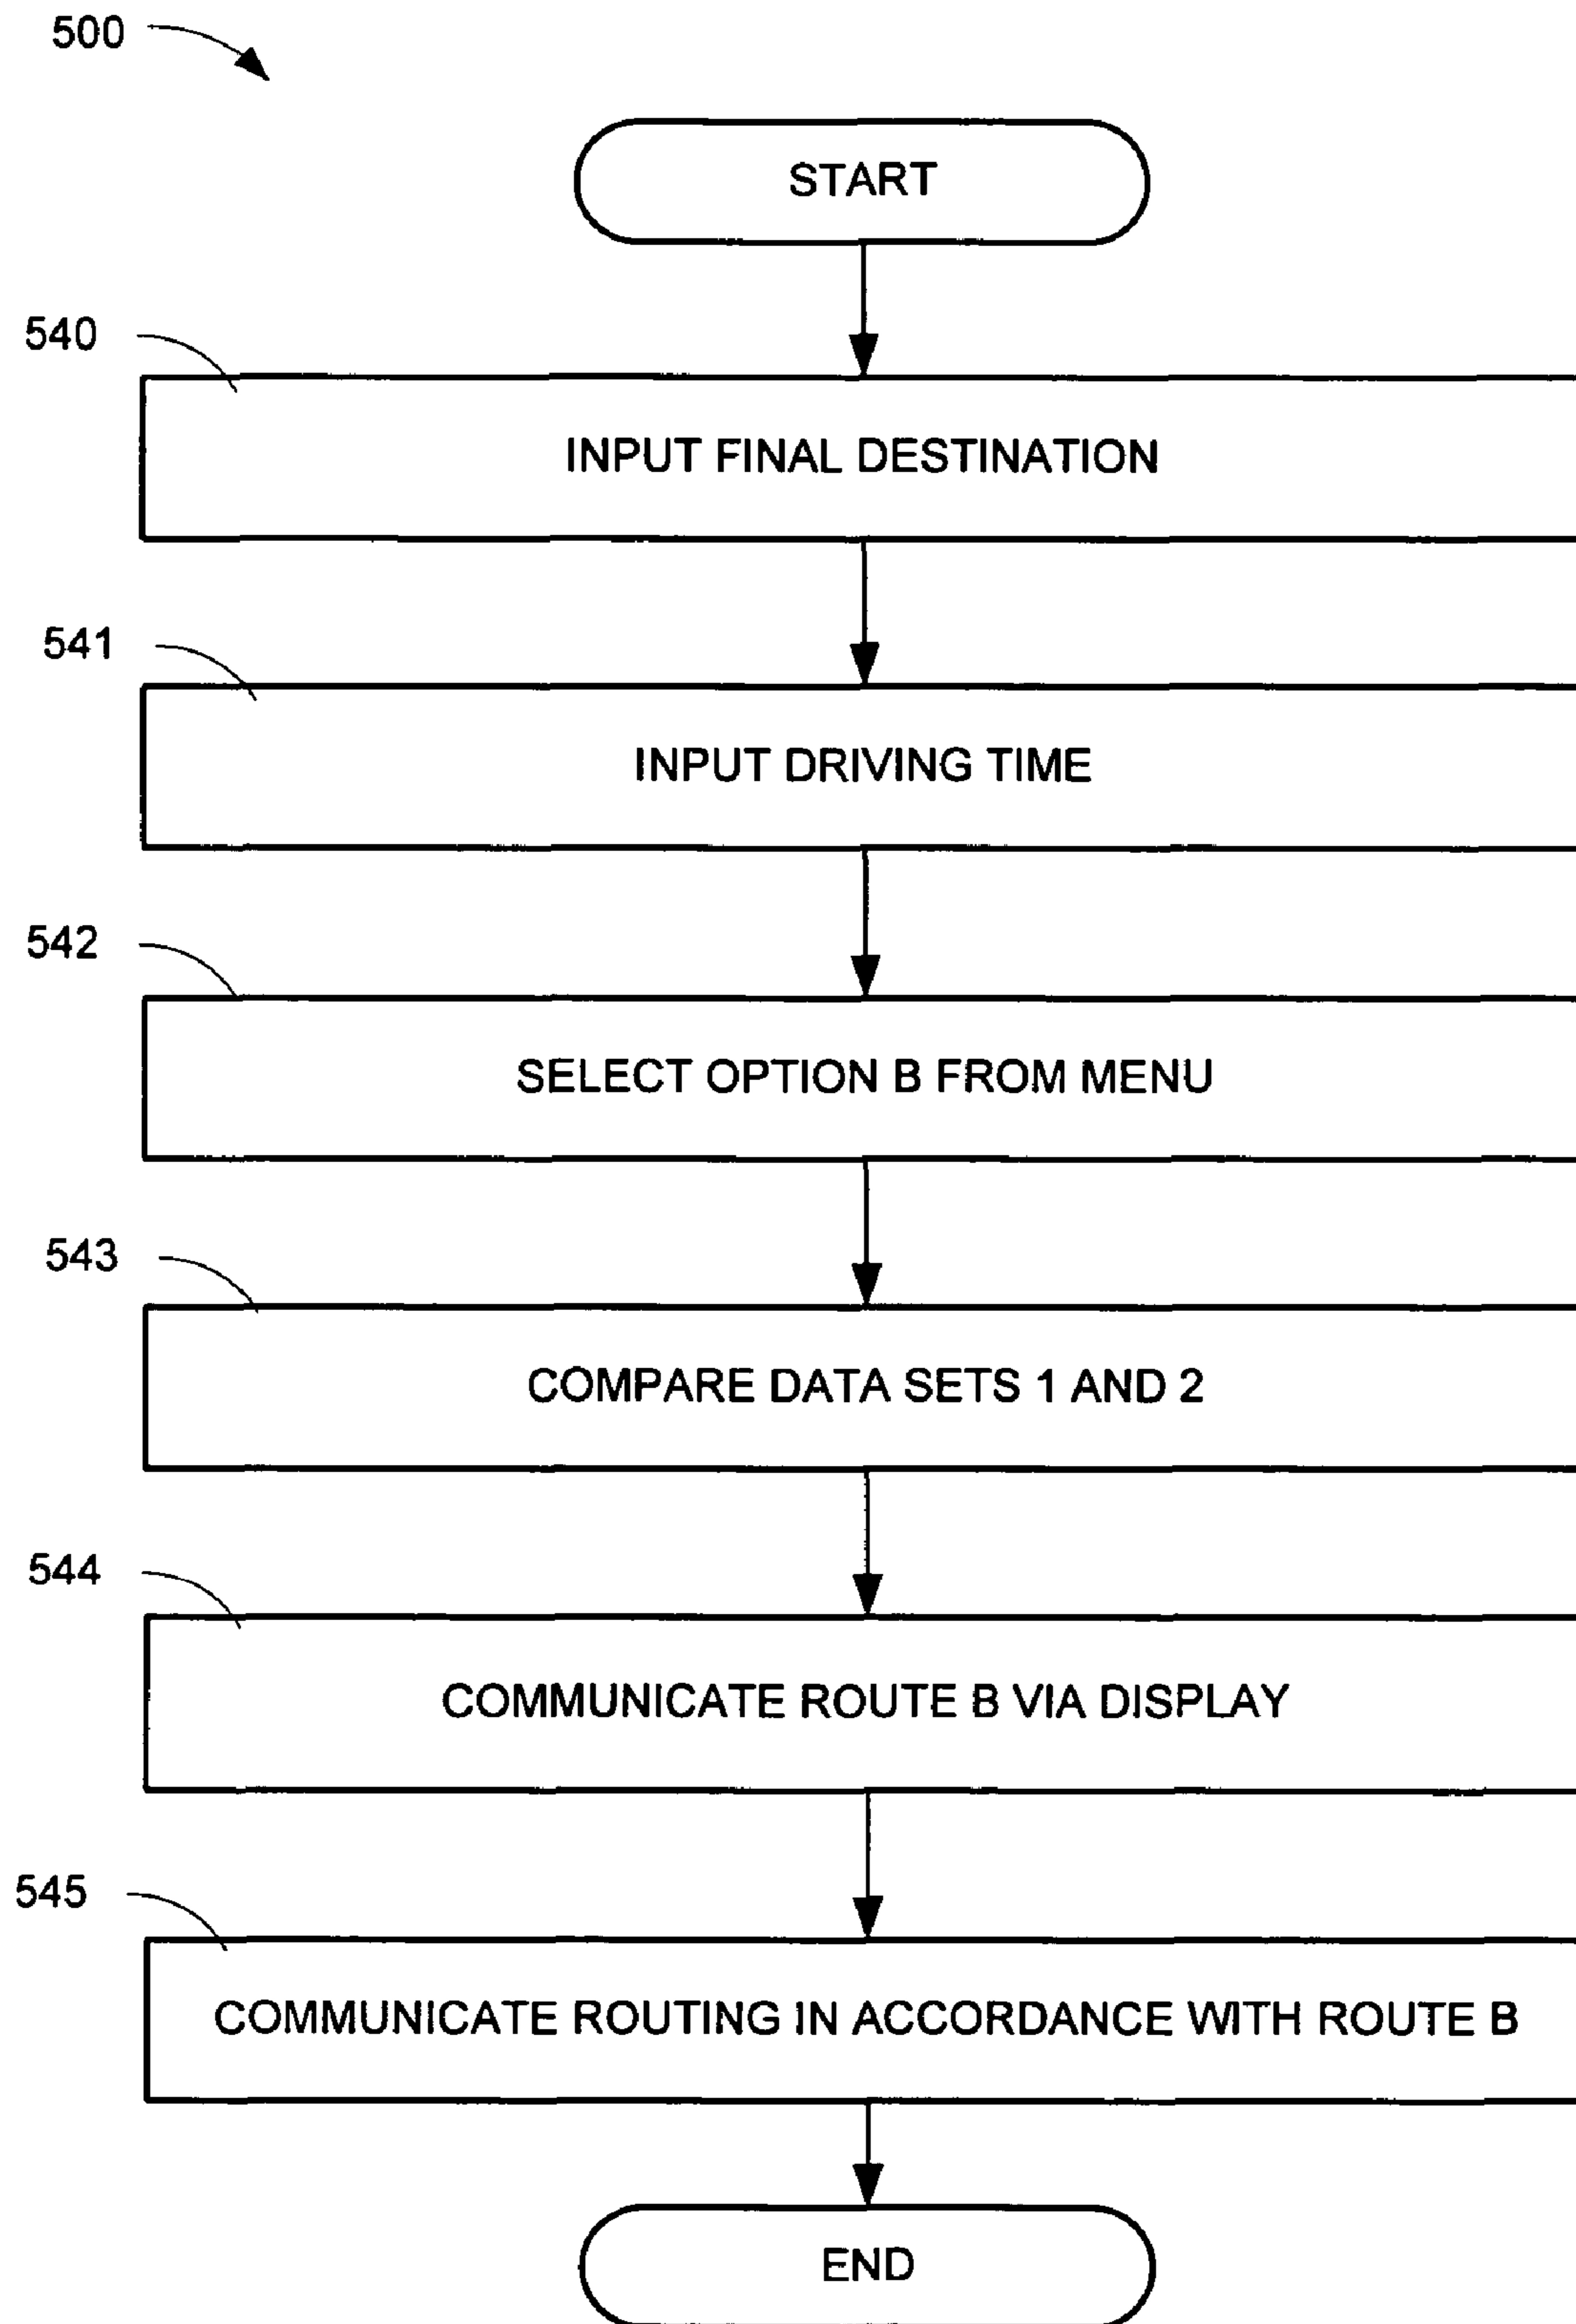 500
START
540
INPUT FINAL DESTINATION
541
INPUT DRIVING TIME
542
SELECT OPTION B FROM MENU
543
COMPARE DATA SETS 1 AND 2
544
COMMUNICATE ROUTE B VIA DISPLAY
545
COMMUNICATE ROUTING IN ACCORDANCE WITH ROUTE B
END